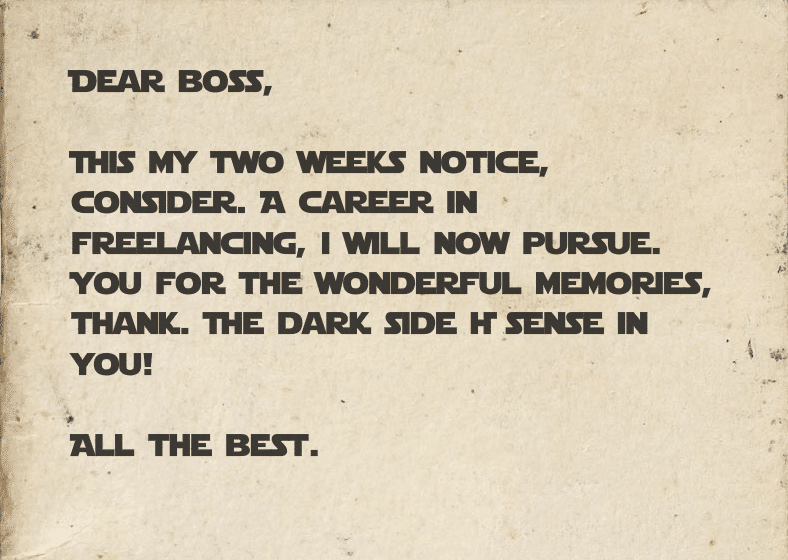 DEAR BOSS,
THIS MY TWO WEEKS NOTICE,
CONSIDER. A CAREER IN
FREELANCING, I WILL NOW PURSUE.
YOU FOR THE WONDERFUL MEMORIES,
THANK. THE DARK SIDE SENSE IN
YOU!
ALL THE BEST.